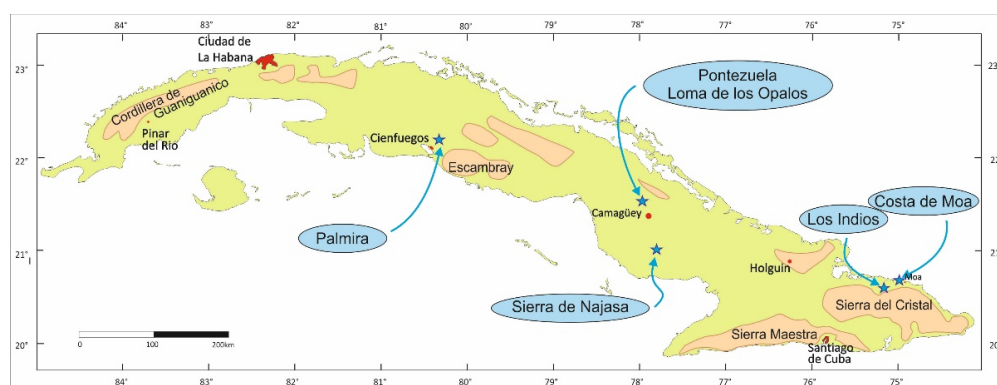 84°
83°
82°
81°
80°
79°
78°
77°
76°
75°
23°
22°
21°
20°
23
22
21
20
Ciudad de
La Habana
Cordillera de
Guaniguanico
Pinar
del Rio
Cienfuegos
Escambray
Palmira
Pontezuela
Loma de los Opalos
Camagüey
Sierra de Najasa
Costa de Moa
Los Indios
Moa
Holguin
Sierra del Cristal
Sierra Maestra
Santiago
de Cuba
0
100
200km
84°
83°
82°
81°
80°
79°
78°
77°
76°
75°